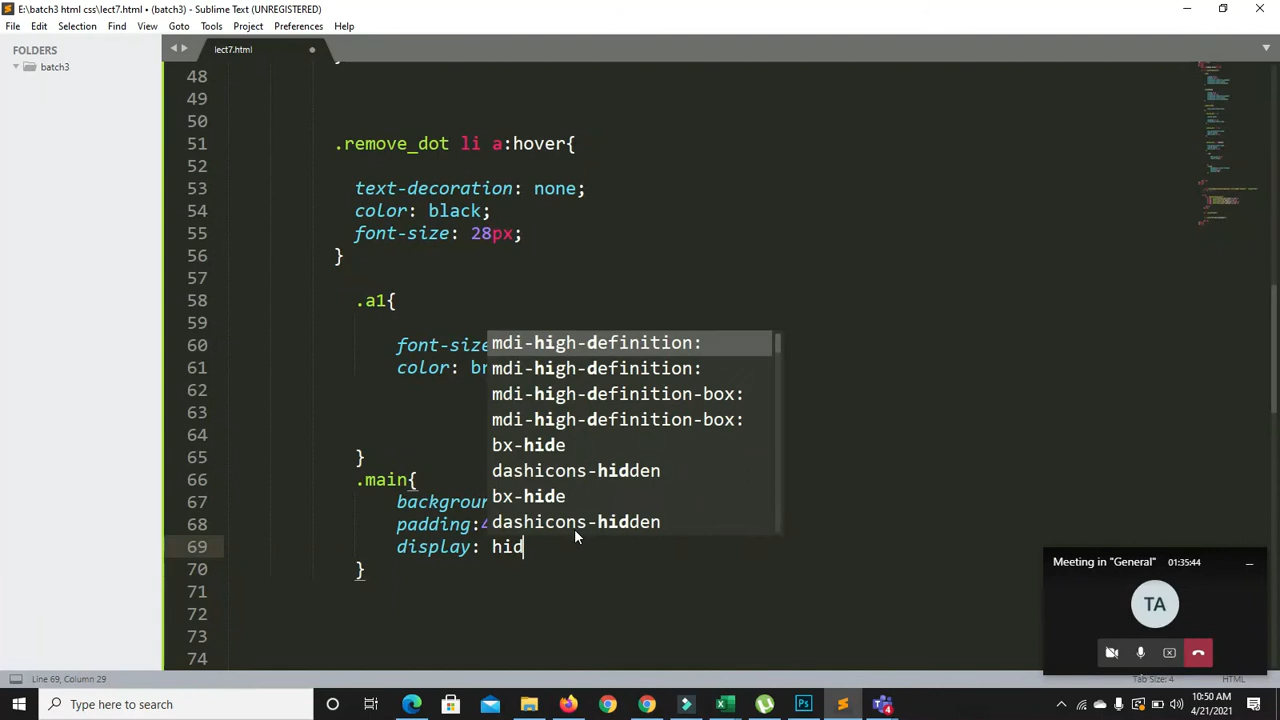 E:\batch3 html css\lect7.html • (batch3) - Sublime Text (UNREGISTERED)
File Edit Selection Find View Goto Tools Project Preferences Help
FOLDERS
batch3
lect7.html
48
49
50
51 .remove_dot li a:hover{
52
53 text-decoration: none;
54 color: black;
55 font-size: 28px;
56 }
57
58 .a1{
59
60 font-size
61 color: br
62
63
64
65 }
66 .main{
67 backgroun
68 padding:4
69 display: hid
70 }
71
72
73
74
mdi-high-definition:
mdi-high-definition:
mdi-high-definition-box:
mdi-high-definition-box:
bx-hide
dashicons-hidden
bx-hide
dashicons-hidden
Meeting in "General" 01:35:44
TA
Line 69, Column 29
Tab Size: 4
HTML
Type here to search
10:50 AM
4/21/2021